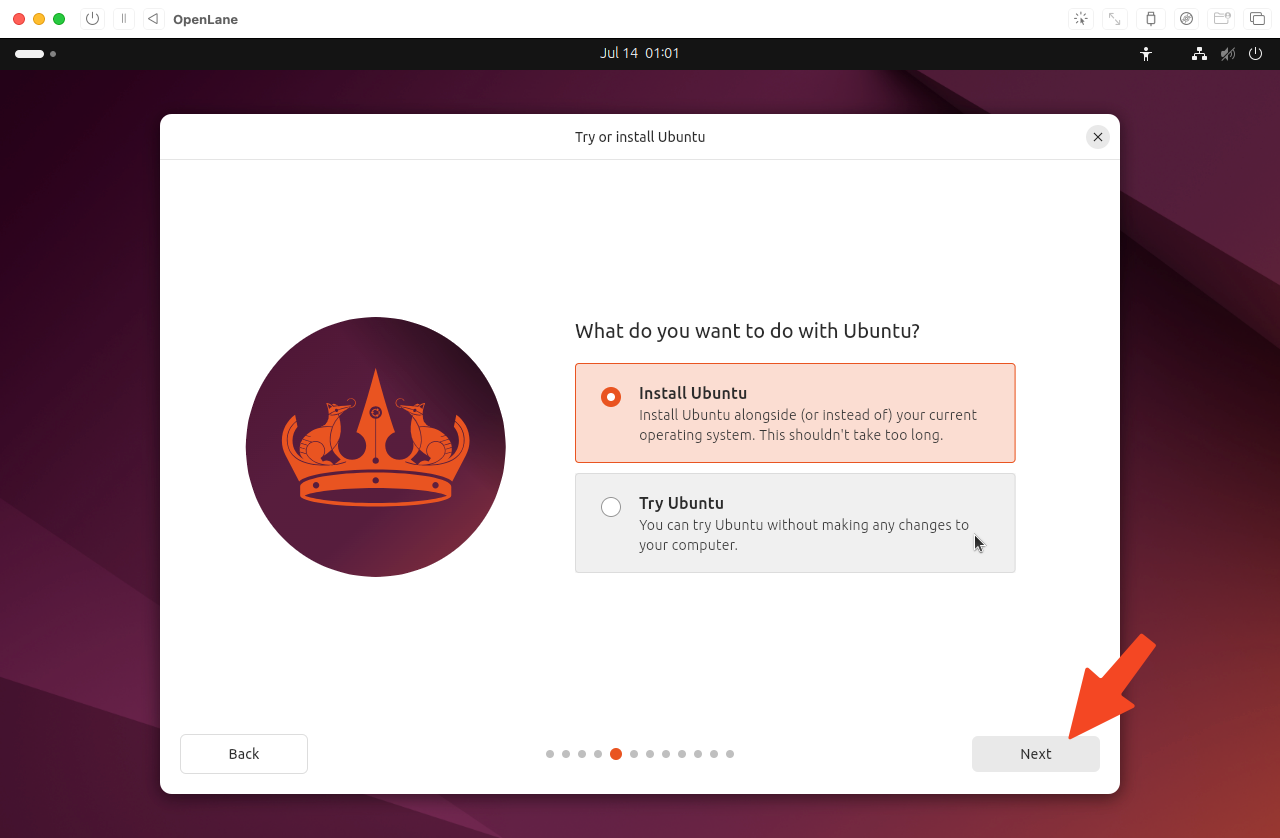 OpenLane
Jul 14 01:01
Try or install Ubuntu
What do you want to do with Ubuntu?
Install Ubuntu
Install Ubuntu alongside (or instead of) your current
operating system. This shouldn't take too long.
Try Ubuntu
You can try Ubuntu without making any changes to
your computer.
Back
Next